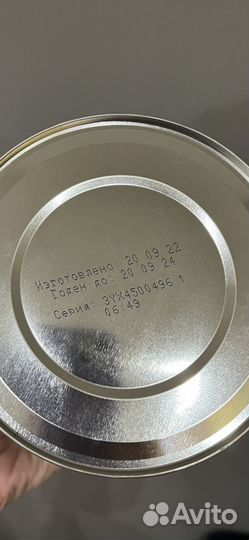 Изготовлено: 20 09 22
Годен до: 20 09 24
Серия: 3УХ4500496 1
06:49
Avito